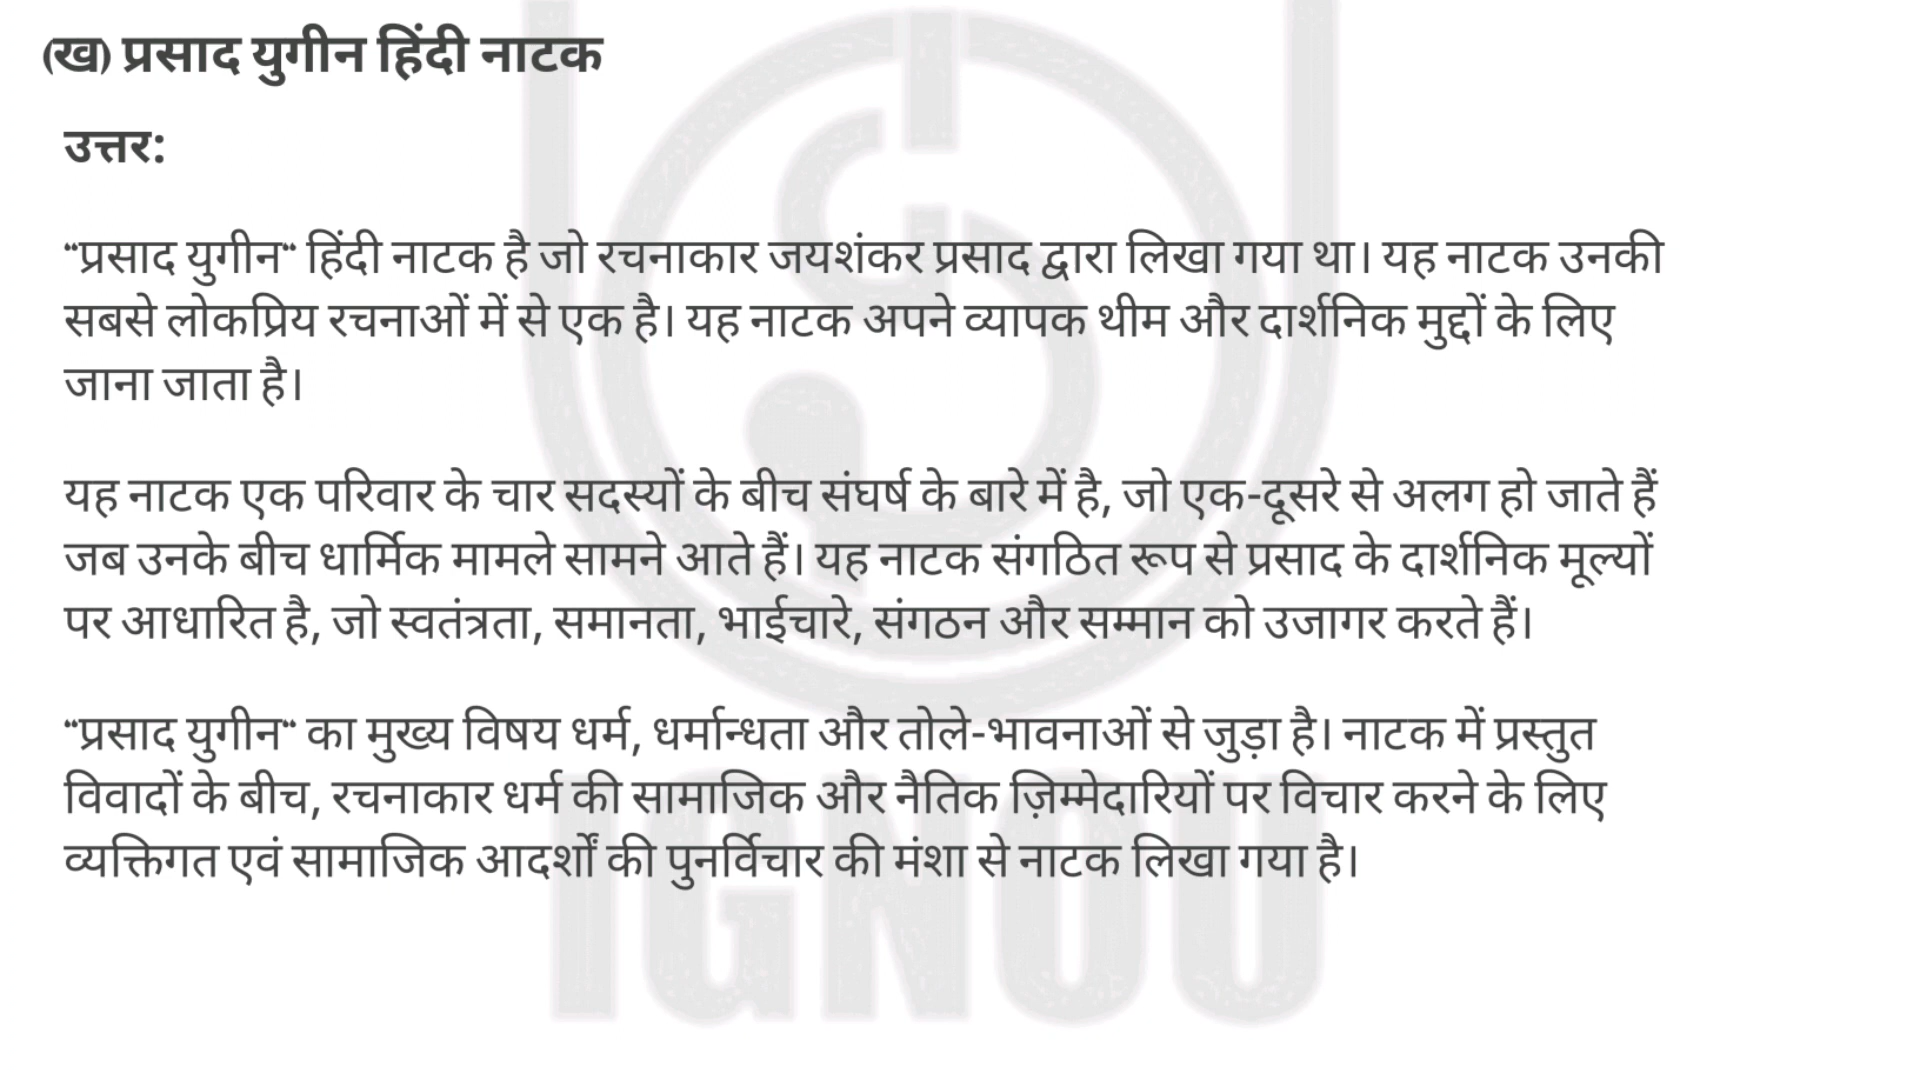 (ख) प्रसाद युगीन हिंदी नाटक
उत्तर:
“प्रसाद युगीन“ हिंदी नाटक है जो रचनाकार जयशंकर प्रसाद द्वारा लिखा गया था। यह नाटक उनकी
सबसे लोकप्रिय रचनाओं में से एक है। यह नाटक अपने व्यापक थीम और दार्शनिक मुद्दों के लिए
जाना जाता है।
यह नाटक एक परिवार के चार सदस्यों के बीच संघर्ष के बारे में है, जो एक-दूसरे से अलग हो जाते हैं
जब उनके बीच धार्मिक मामले सामने आते हैं। यह नाटक संगठित रूप से प्रसाद के दार्शनिक मूल्यों
पर आधारित है, जो स्वतंत्रता, समानता, भाईचारे, संगठन और सम्मान को उजागर करते हैं।
“प्रसाद युगीन“ का मुख्य विषय धर्म, धर्मान्धता और तोले-भावनाओं से जुड़ा है। नाटक में प्रस्तुत
विवादों के बीच, रचनाकार धर्म की सामाजिक और नैतिक ज़िम्मेदारियों पर विचार करने के लिए
व्यक्तिगत एवं सामाजिक आदर्शों की पुनर्विचार की मंशा से नाटक लिखा गया है।
IGNOU